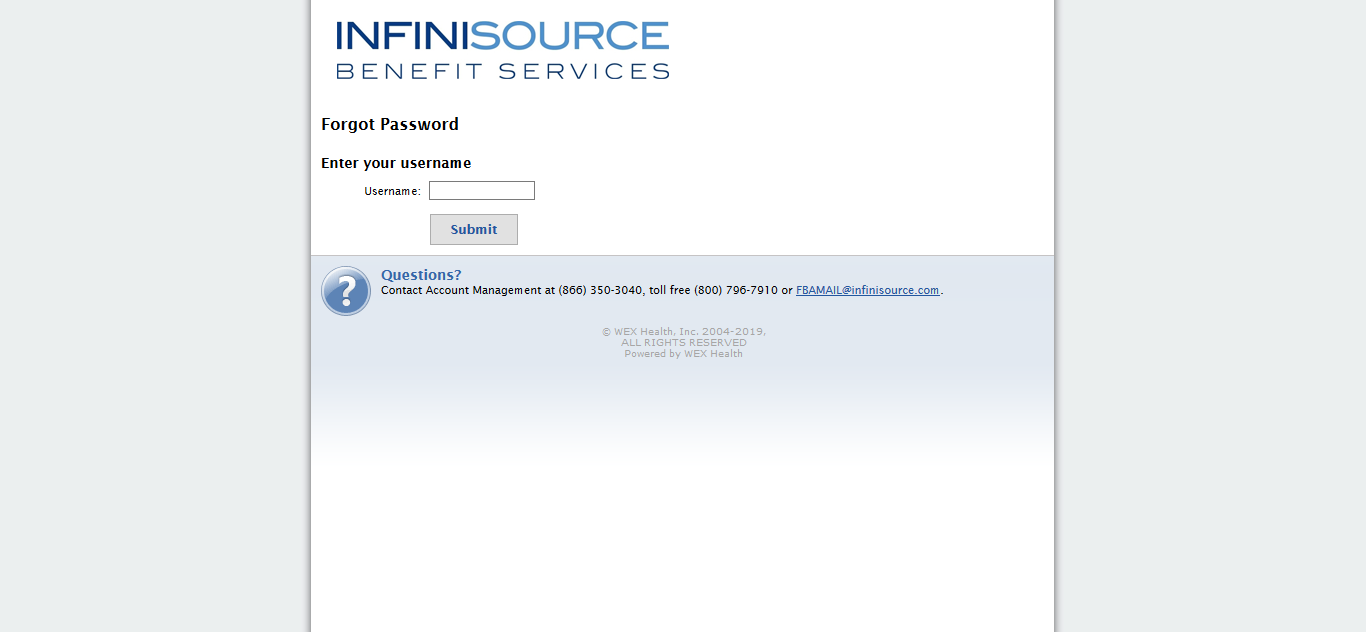 INFINISOURCE
BENEFIT SERVICES
Forgot Password
Enter your username
Username:
Submit
?
Questions?
Contact Account Management at (866) 350-3040, toll free (800) 796-7910 or FBAMAIL@infinisource.com.
© WEX Health, Inc. 2004-2019,
ALL RIGHTS RESERVED
Powered by WEX Health